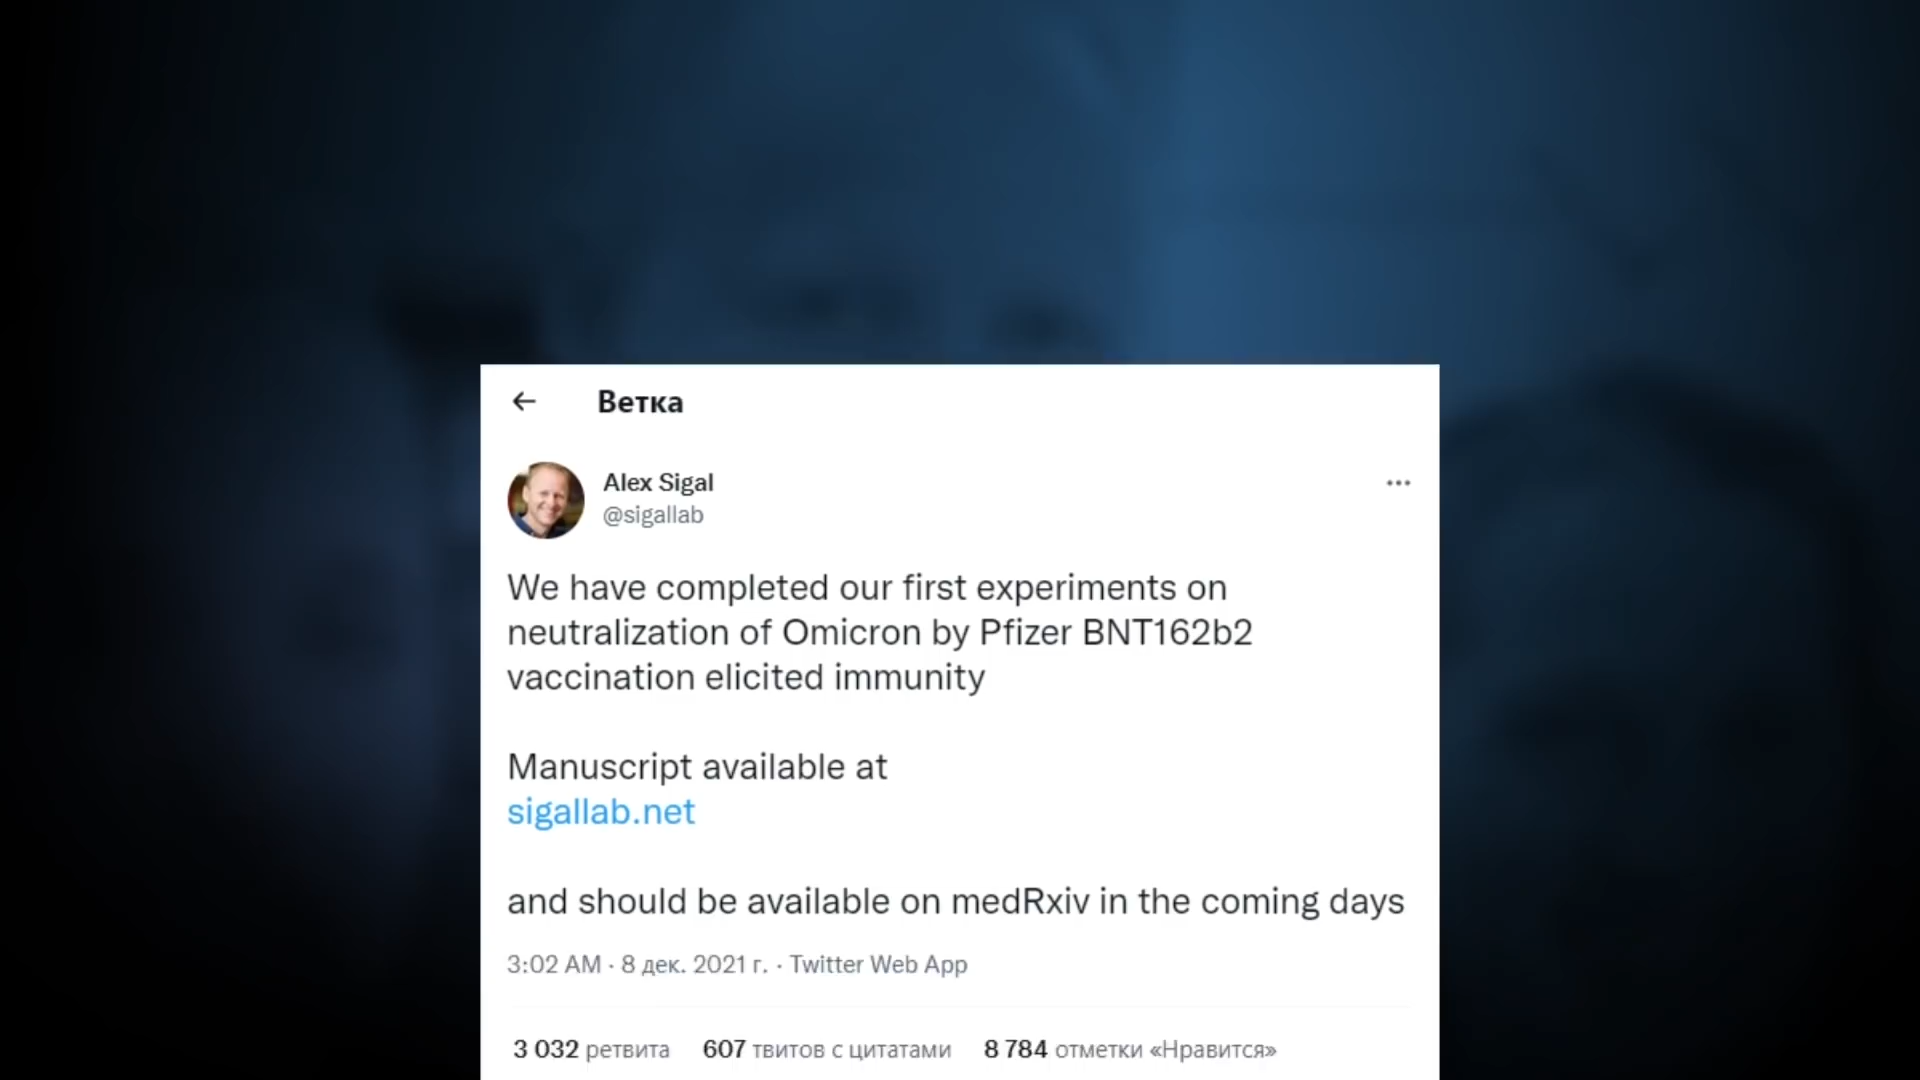 Ветка
Alex Sigal
@sigallab
We have completed our first experiments on
neutralization of Omicron by Pfizer BNT162b2
vaccination elicited immunity
Manuscript available at
sigallab.net
and should be available on medRxiv in the coming days
3:02 AM · 8 дек. 2021 г. · Twitter Web App
3 032 ретвита 607 твитов с цитатами 8 784 отметки «Нравится»